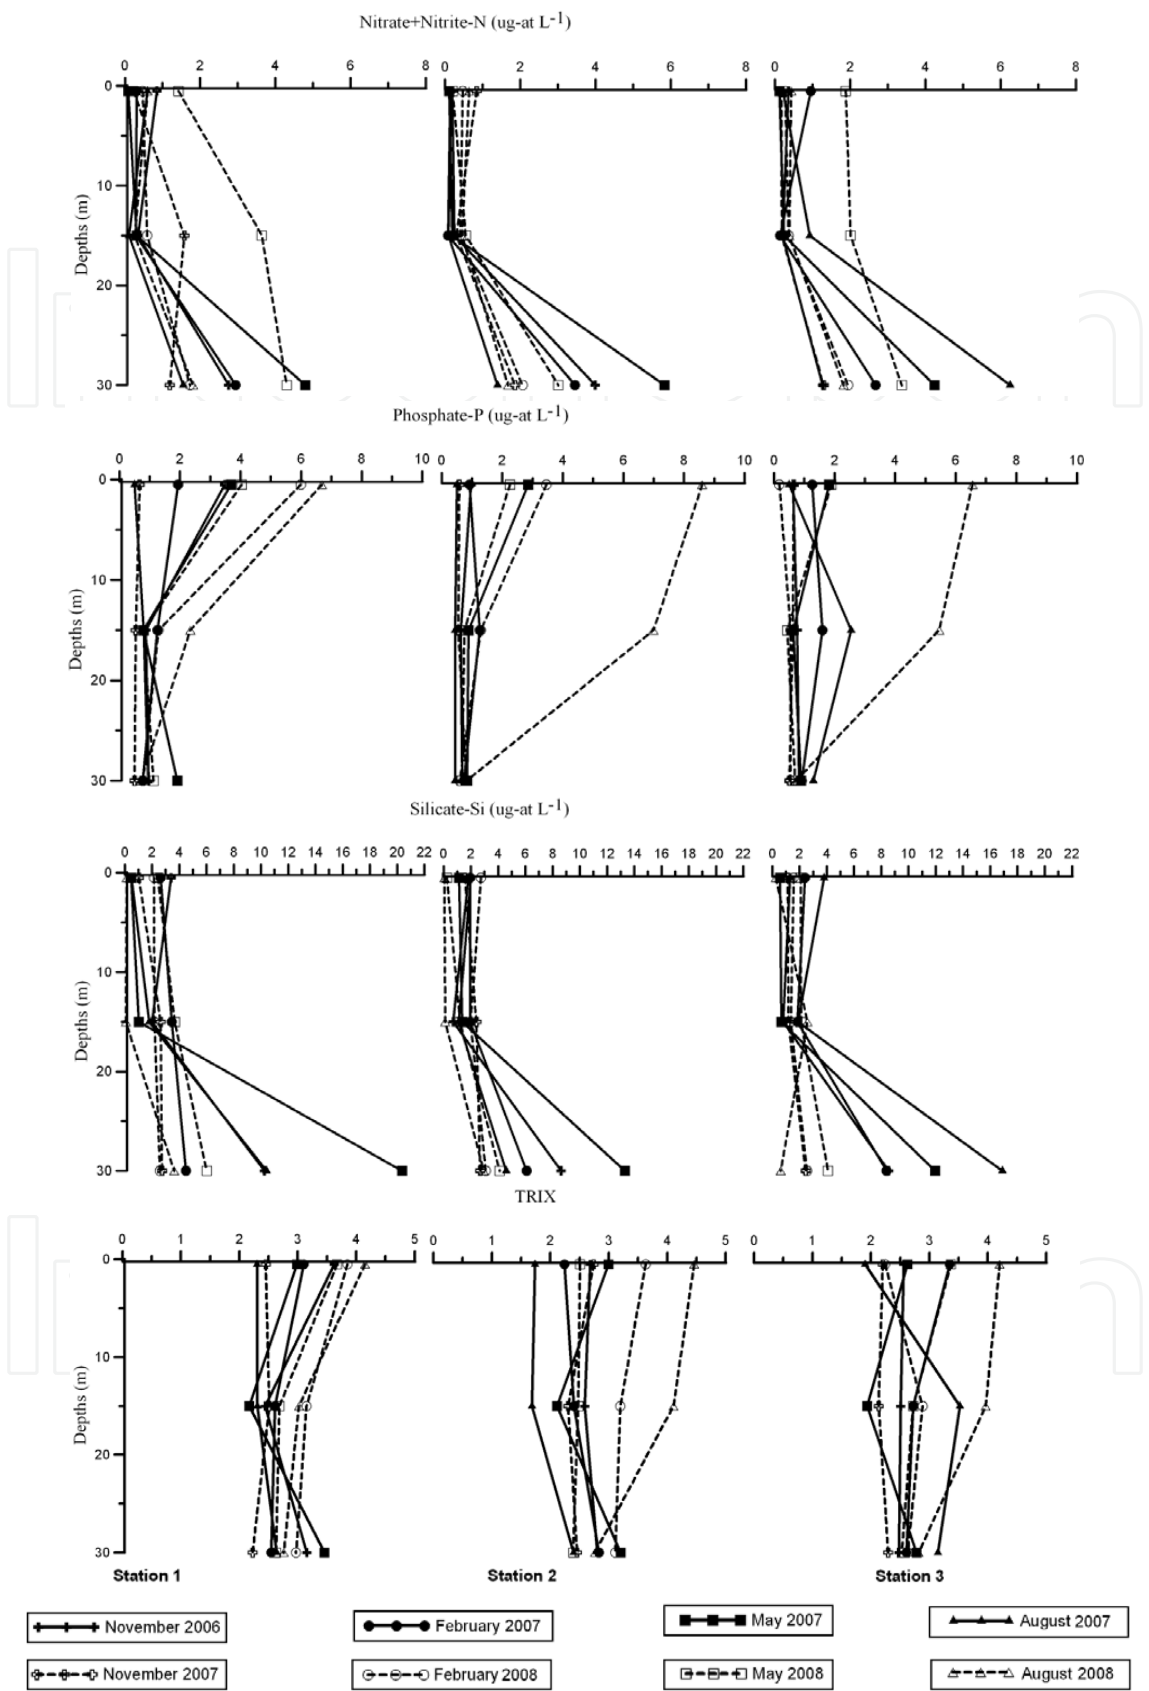 Nitrate+Nitrite-N (ug-at L-1)
0 2 4 6 8 0 2 4 6 8 0 2 4 6 8
0
10
20
30
Depths (m)
Phosphate-P (ug-at L-1)
0 2 4 6 8 10 0 2 4 6 8 10 0 2 4 6 8 10
0
10
20
30
Depths (m)
Silicate-Si (ug-at L-1)
0 2 4 6 8 10 12 14 16 18 20 22 0 2 4 6 8 10 12 14 16 18 20 22 0 2 4 6 8 10 12 14 16 18 20 22
0
10
20
30
Depths (m)
TRIX
0 1 2 3 4 5 0 1 2 3 4 5 0 1 2 3 4 5
0
10
20
30
Depths (m)
Station 1 Station 2 Station 3
November 2006 February 2007 May 2007 August 2007
November 2007 February 2008 May 2008 August 2008